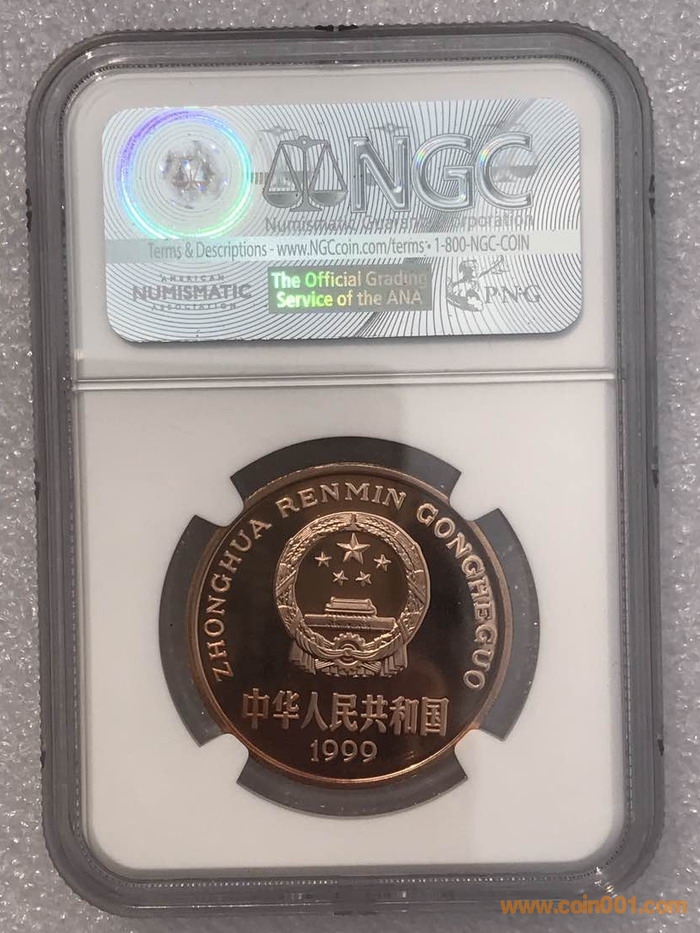 NGC
Numismatic Guaranty Corporation
Terms & Descriptions - www.NGCcoin.com/terms • 1-800-NGC-COIN
AMERICAN
NUMISMATIC
ASSOCIATION
The Official Grading
Service of the ANA
PNG
ZHONGHUA RENMIN GONGHEGUO
中华人民共和国
1999
www.coin001.com